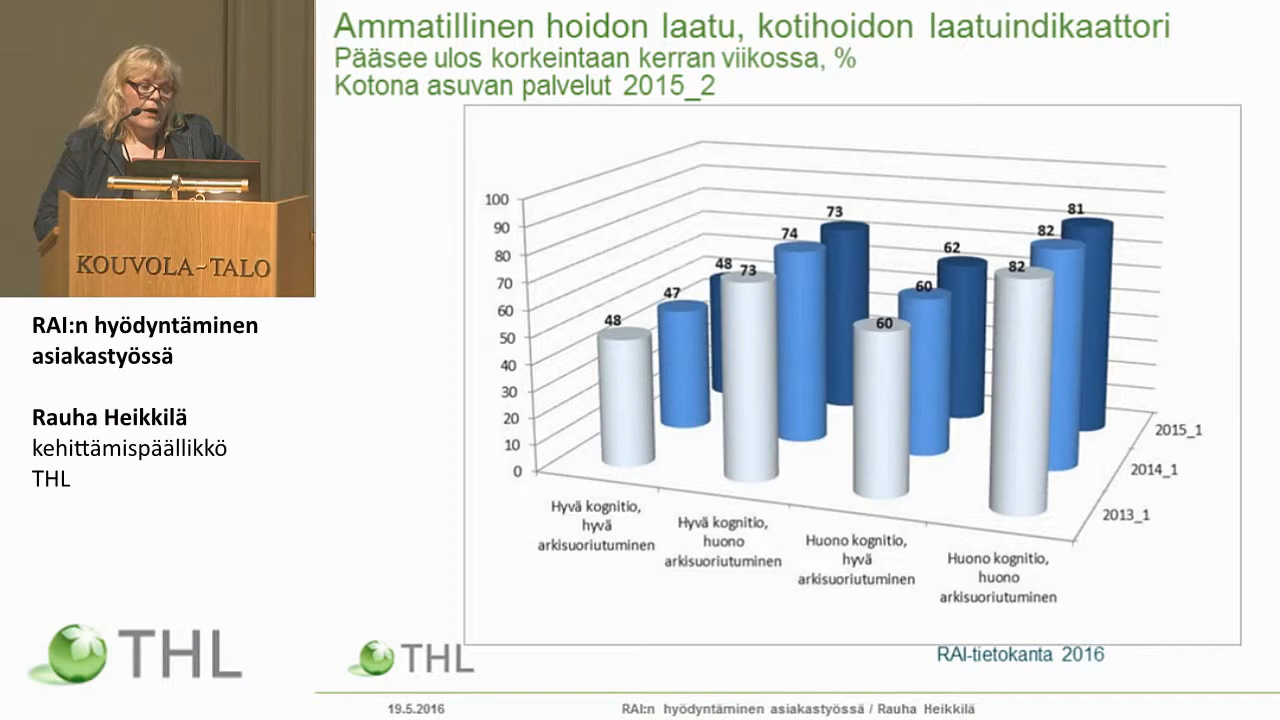 Ammatillinen hoidon laatu, kotihoidon laatuindikaattori
Pääsee ulos korkeintaan kerran viikossa, %
Kotona asuvan palvelut 2015_2
KOUVOLA-TALO
RAI:n hyödyntäminen
asiakastyössä
Rauha Heikkilä
kehittämispäällikkö
THL
100
90
80
70
60
50
40
30
20
10
0
48
47
48
73
74
73
60
60
62
82
82
81
2015_1
2014_1
2013_1
Hyvä kognitio,
hyvä
arkisuoriutuminen
Hyvä kognitio,
huono
arkisuoriutuminen
Huono kognitio,
hyvä
arkisuoriutuminen
Huono kognitio,
huono
arkisuoriutuminen
THL
THL
RAI-tietokanta 2016
19.5.2016
RAI:n hyödyntäminen asiakastyössä / Rauha Heikkilä